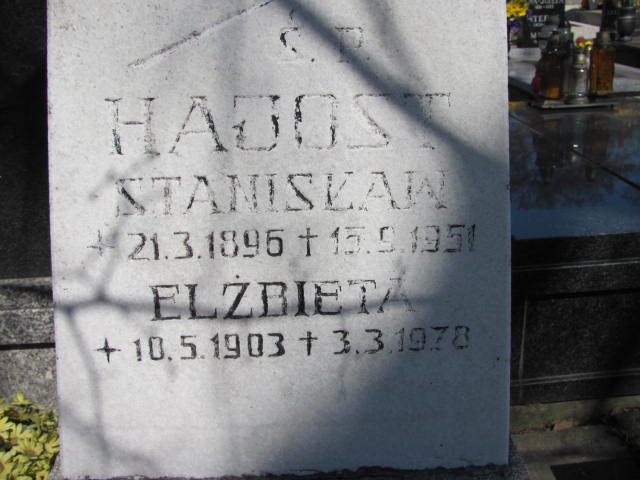 Ś. P.
HAJOST
STANISŁAW
* 21.3.1896 † 15.9.1951
ELŻBIETA
* 10.5.1903 † 3.3.1978